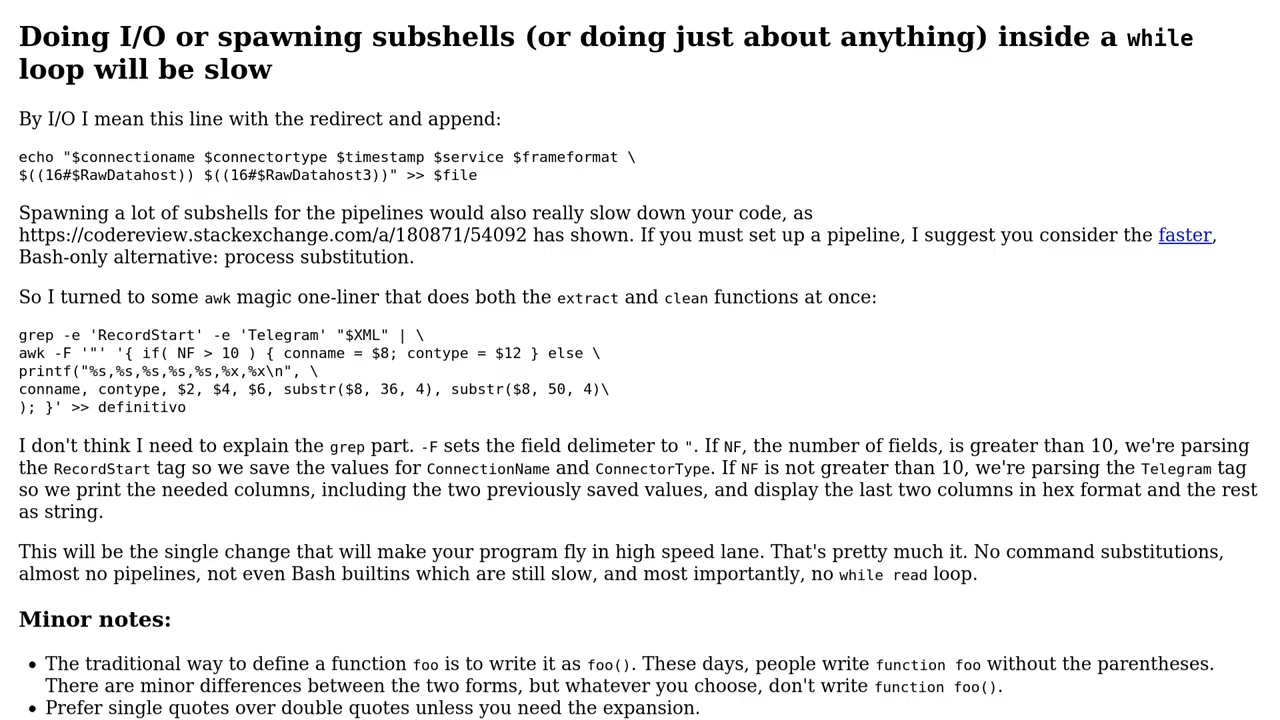 Doing I/O or spawning subshells (or doing just about anything) inside a while
loop will be slow
By I/O I mean this line with the redirect and append:
echo "$connectioname $connectortype $timestamp $service $frameformat \
$((16#$RawDatahost)) $((16#$RawDatahost3))" >> $file
Spawning a lot of subshells for the pipelines would also really slow down your code, as
https://codereview.stackexchange.com/a/180871/54092 has shown. If you must set up a pipeline, I suggest you consider the faster,
Bash-only alternative: process substitution.
So I turned to some awk magic one-liner that does both the extract and clean functions at once:
grep -e 'RecordStart' -e 'Telegram' "$XML" | \
awk -F '"' '{ if( NF > 10 ) { conname = $8; contype = $12 } else \
printf("%s,%s,%s,%s,%s,%x,%x\n", \
conname, contype, $2, $4, $6, substr($8, 36, 4), substr($8, 50, 4)\
); }' >> definitivo
I don't think I need to explain the grep part. -F sets the field delimeter to ". If NF, the number of fields, is greater than 10, we're parsing
the RecordStart tag so we save the values for ConnectionName and ConnectorType. If NF is not greater than 10, we're parsing the Telegram tag
so we print the needed columns, including the two previously saved values, and display the last two columns in hex format and the rest
as string.
This will be the single change that will make your program fly in high speed lane. That's pretty much it. No command substitutions,
almost no pipelines, not even Bash builtins which are still slow, and most importantly, no while read loop.
Minor notes:
• The traditional way to define a function foo is to write it as foo(). These days, people write function foo without the parentheses.
There are minor differences between the two forms, but whatever you choose, don't write function foo().
• Prefer single quotes over double quotes unless you need the expansion.